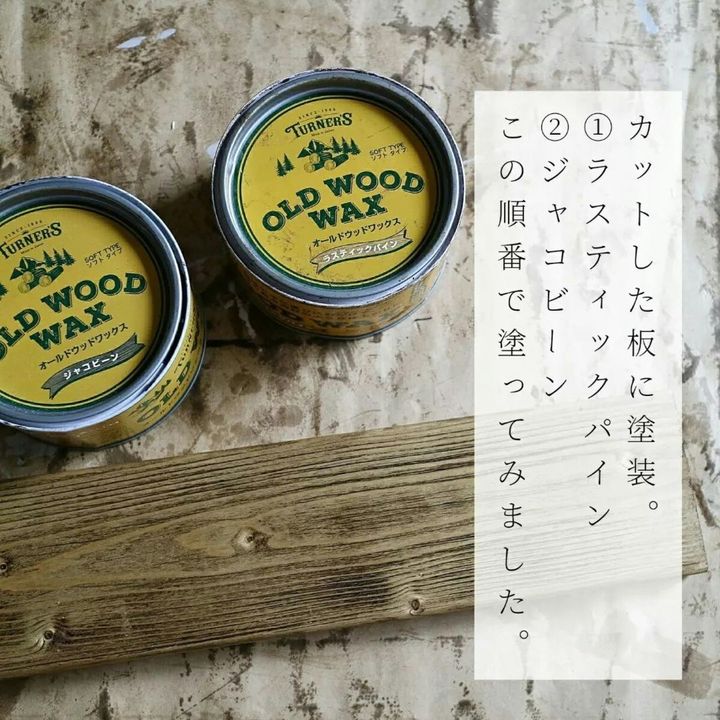 カットした板に塗装。
①ラスティックパイン
②ジャコビーン
この順番で塗ってみました。
SINCE 1946
TURNER'S
SOFT TYPE
ソフトタイプ
OLD WOOD
WAX
オールドウッドワックス
ラスティックパイン
TURNER'S
SOFT TYPE
ソフトタイプ
OLD WOOD
WAX
オールドウッドワックス
ジャコビーン